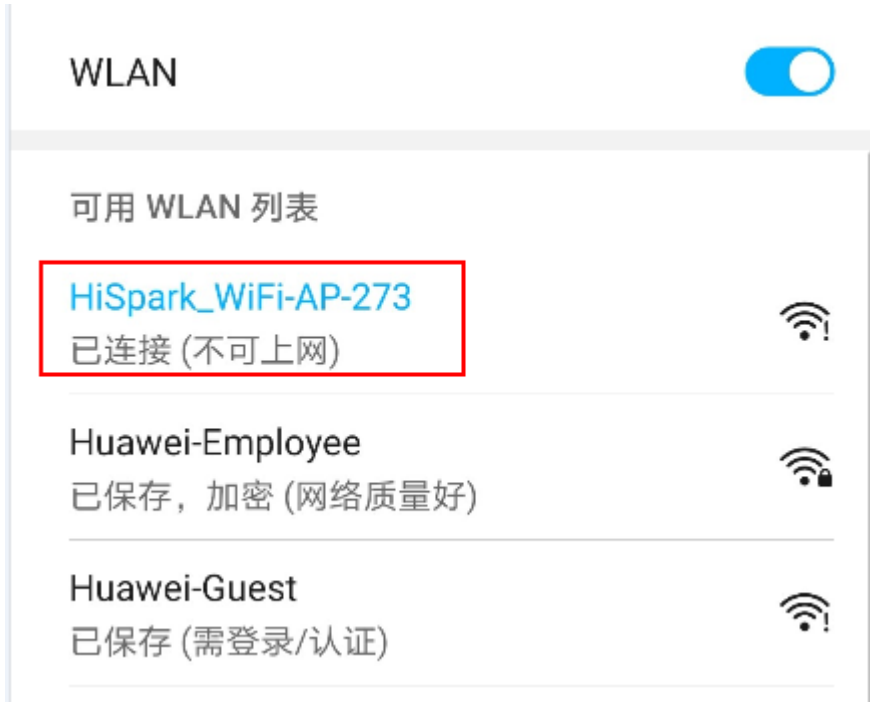 WLAN
可用 WLAN 列表
HiSpark_WiFi-AP-273
已连接 (不可上网)
Huawei-Employee
已保存，加密 (网络质量好)
Huawei-Guest
已保存 (需登录/认证)